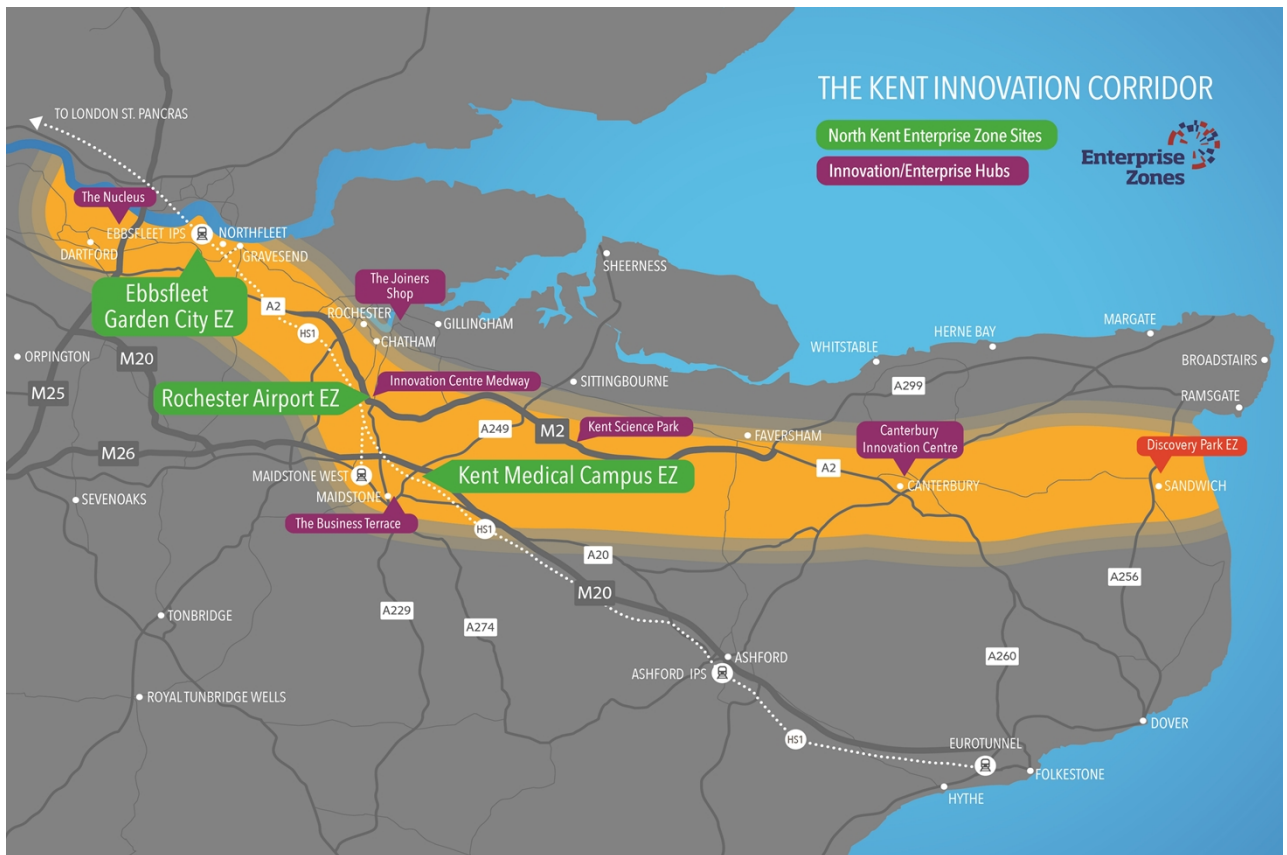 THE KENT INNOVATION CORRIDOR
North Kent Enterprise Zone Sites
Innovation/Enterprise Hubs
Enterprise
Zones
TO LONDON ST. PANCRAS
The Nucleus
EBBSFLEET IPS
NORTHFLEET
DARTFORD
GRAVESEND
Ebbsfleet
Garden City EZ
A2
HS1
The Joiners
Shop
ROCHESTER
GILLINGHAM
CHATHAM
SHEERNESS
ORPINGTON
M20
M25
Rochester Airport EZ
Innovation Centre Medway
SITTINGBOURNE
WHITSTABLE
HERNE BAY
MARGATE
BROADSTAIRS
RAMSGATE
A299
M26
A249
M2
Kent Science Park
FAVERSHAM
A2
Canterbury
Innovation Centre
CANTERBURY
Discovery Park EZ
SANDWICH
MAIDSTONE WEST
Kent Medical Campus EZ
SEVENOAKS
MAIDSTONE
The Business Terrace
HS1
A20
M20
A256
TONBRIDGE
A229
A274
A260
ASHFORD
ASHFORD IPS
ROYAL TUNBRIDGE WELLS
HS1
EUROTUNNEL
DOVER
FOLKESTONE
HYTHE